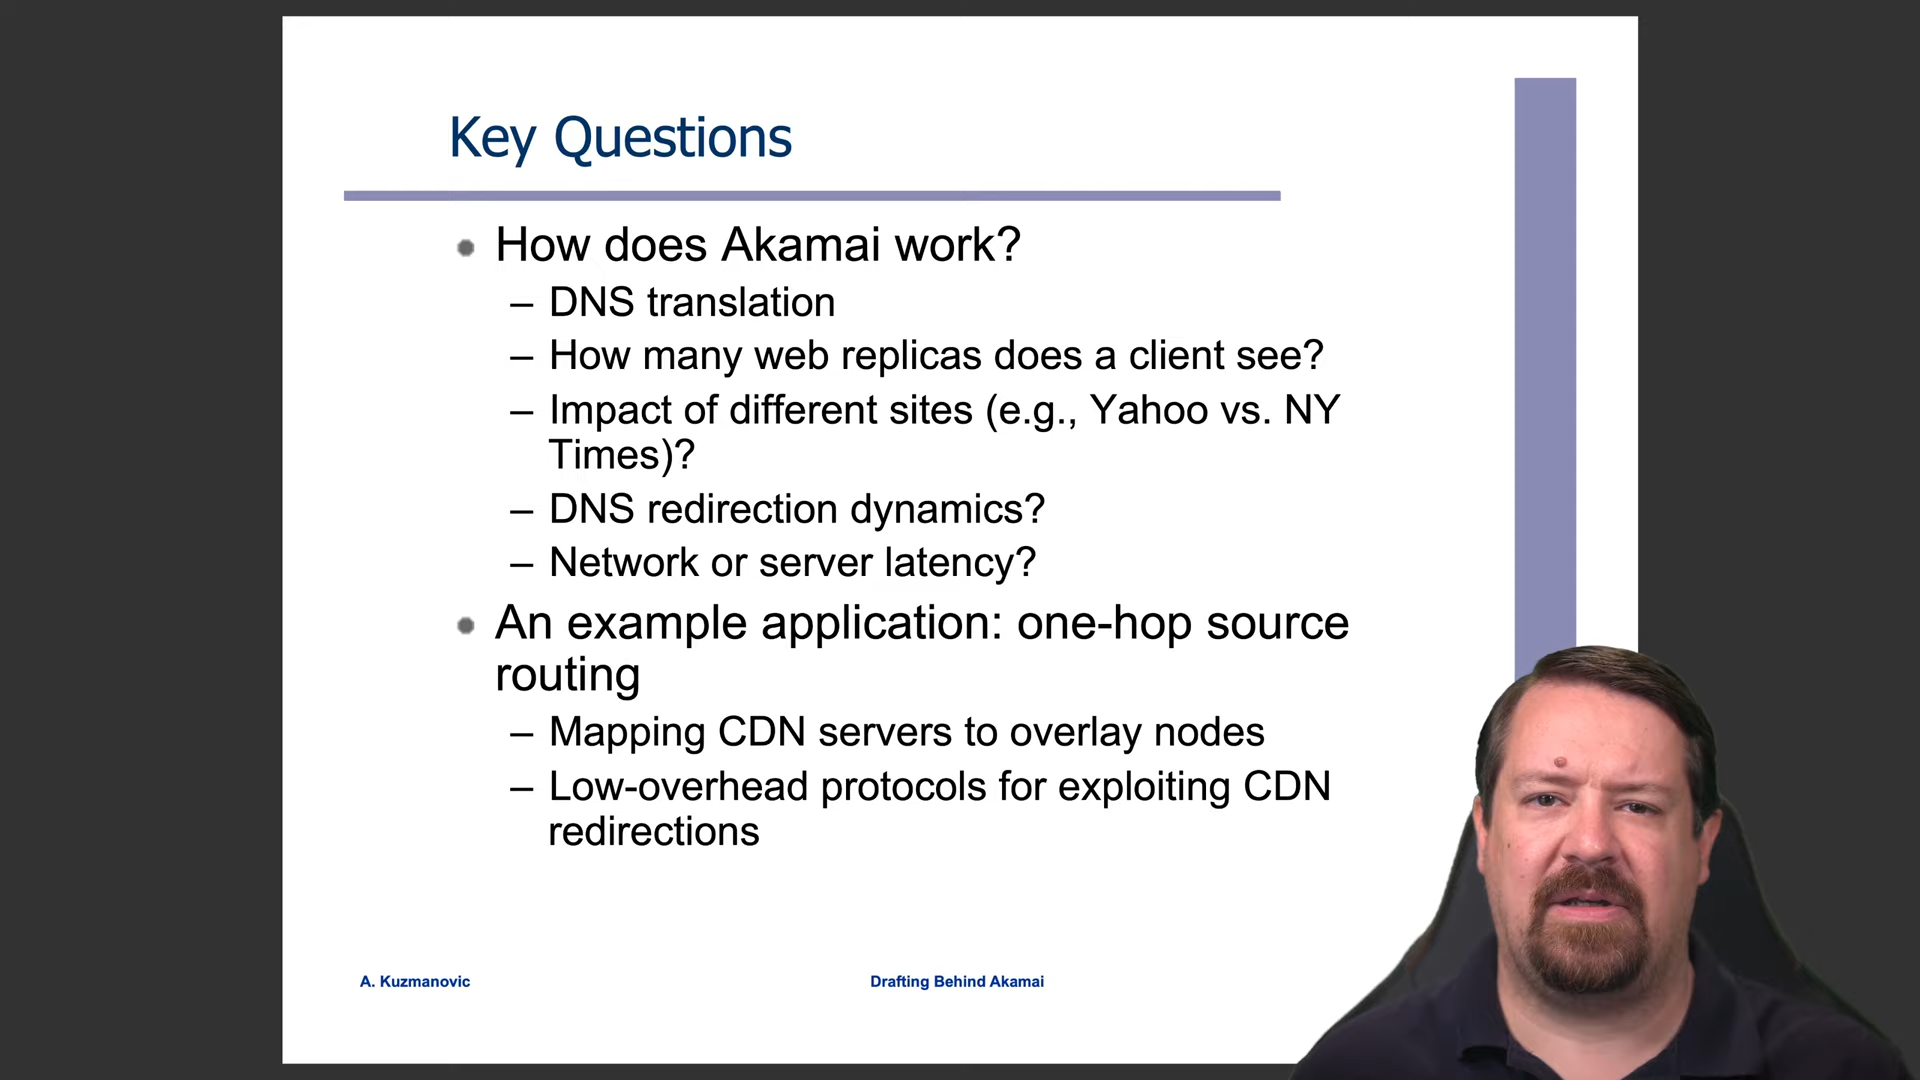 Key Questions
How does Akamai work?
– DNS translation
– How many web replicas does a client see?
– Impact of different sites (e.g., Yahoo vs. NY
Times)?
– DNS redirection dynamics?
– Network or server latency?
An example application: one-hop source
routing
– Mapping CDN servers to overlay nodes
– Low-overhead protocols for exploiting CDN
redirections
A. Kuzmanovic
Drafting Behind Akamai